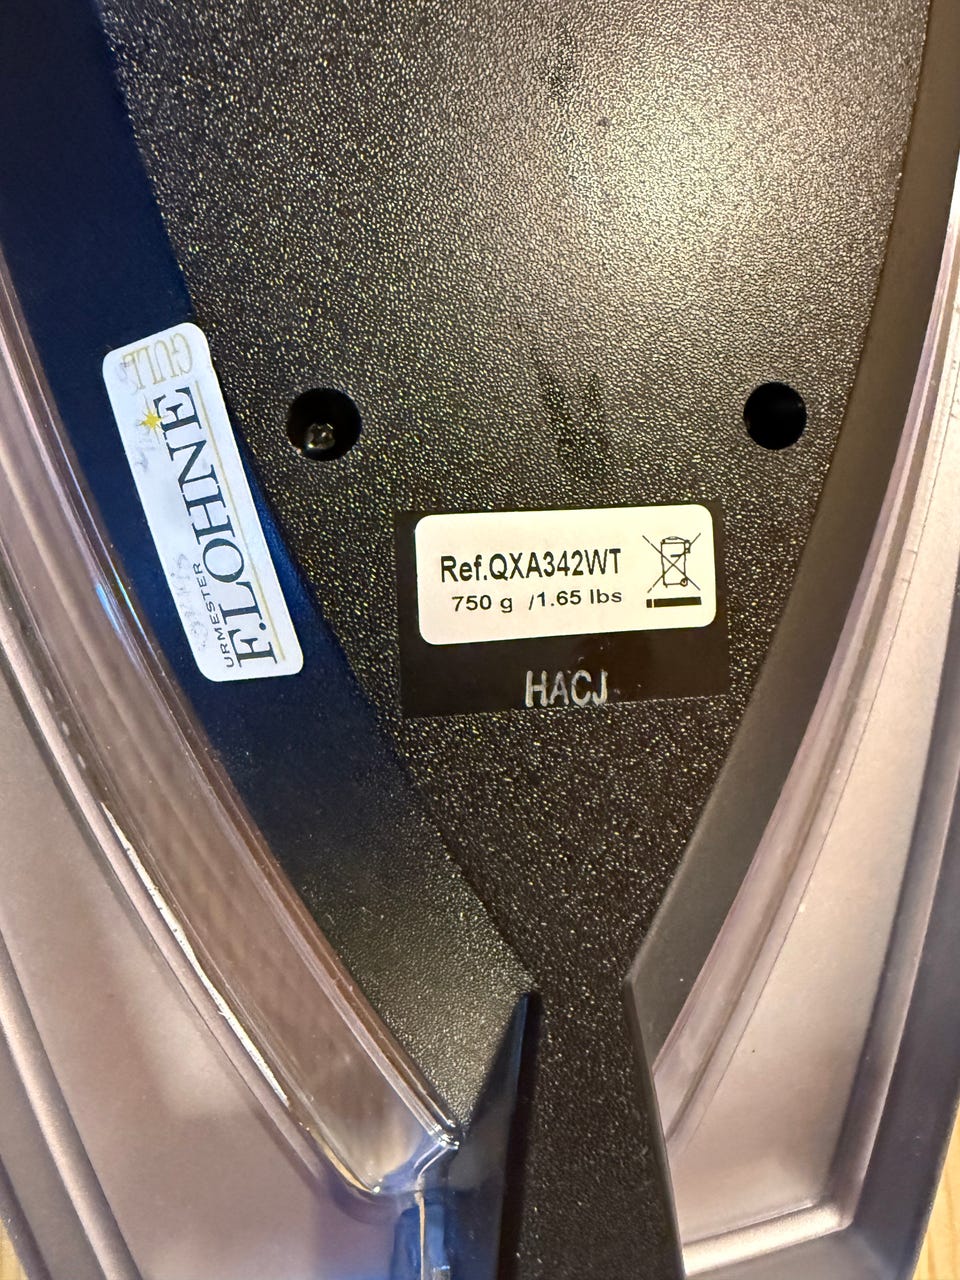 GULL
URMESTER
F.LOHNE
Ref.QXA342WT
750 g /1.65 lbs
HACJ